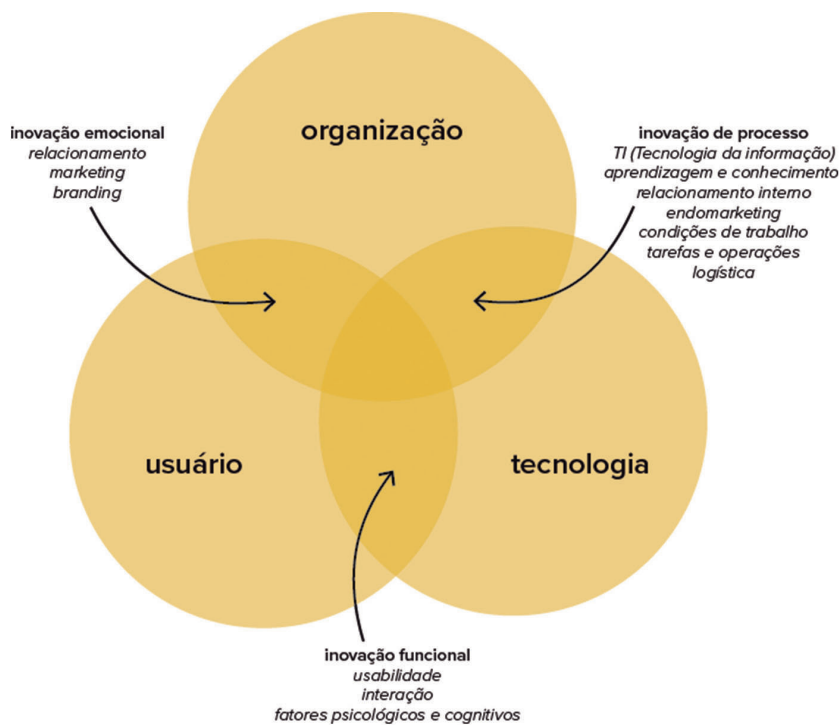 organização
inovação emocional
relacionamento
marketing
branding
inovação de processo
TI (Tecnologia da informação)
aprendizagem e conhecimento
relacionamento interno
endomarketing
condições de trabalho
tarefas e operações
logística
usuário
tecnologia
inovação funcional
usabilidade
interação
fatores psicológicos e cognitivos